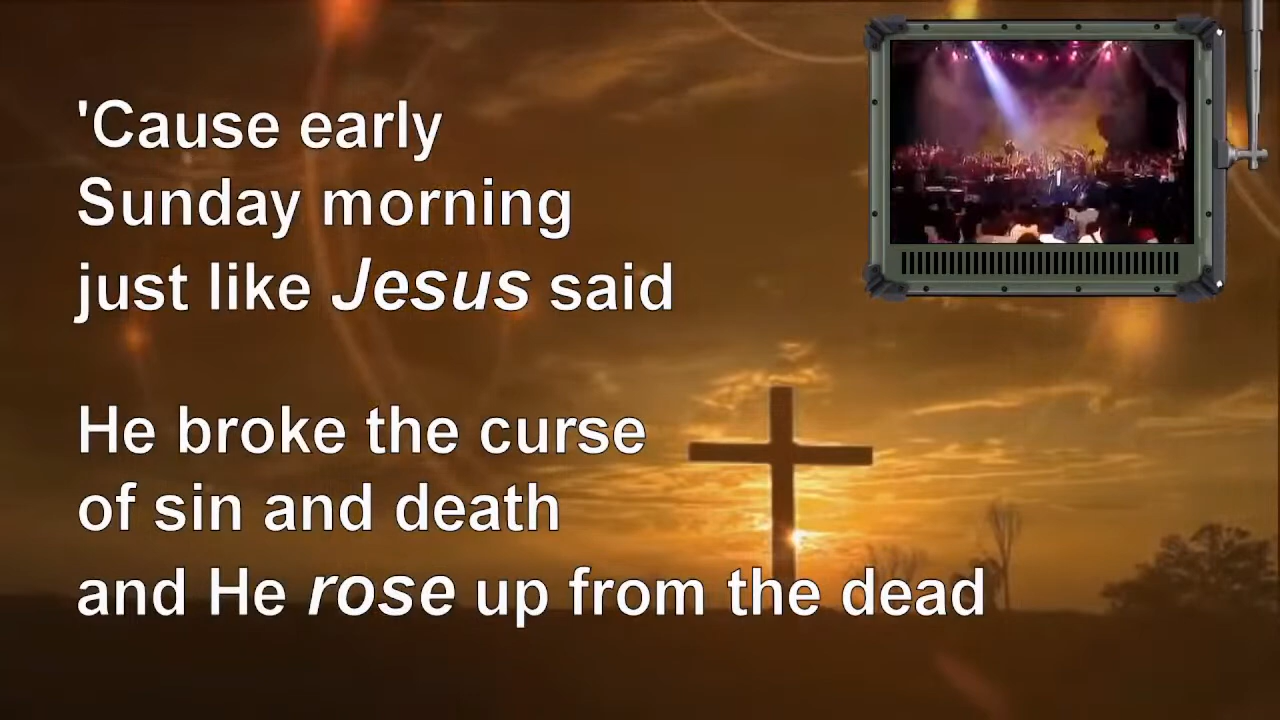 'Cause early
Sunday morning
just like Jesus said
He broke the curse
of sin and death
and He rose up from the dead